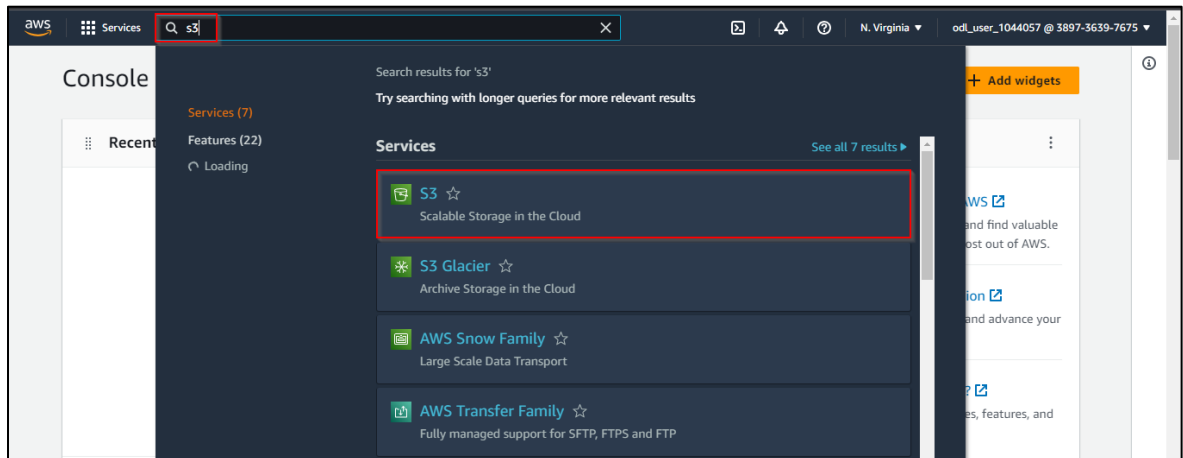 aws
Services
s3
N. Virginia
odl_user_1044057 @ 3897-3639-7675
Console
Search results for 's3'
Try searching with longer queries for more relevant results
+ Add widgets
Services (7)
Features (22)
Loading
Recent
Services
See all 7 results
S3
Scalable Storage in the Cloud
S3 Glacier
Archive Storage in the Cloud
AWS Snow Family
Large Scale Data Transport
AWS Transfer Family
Fully managed support for SFTP, FTPS and FTP
AWS
and find valuable
ost out of AWS.
ion
and advance your
?
es, features, and